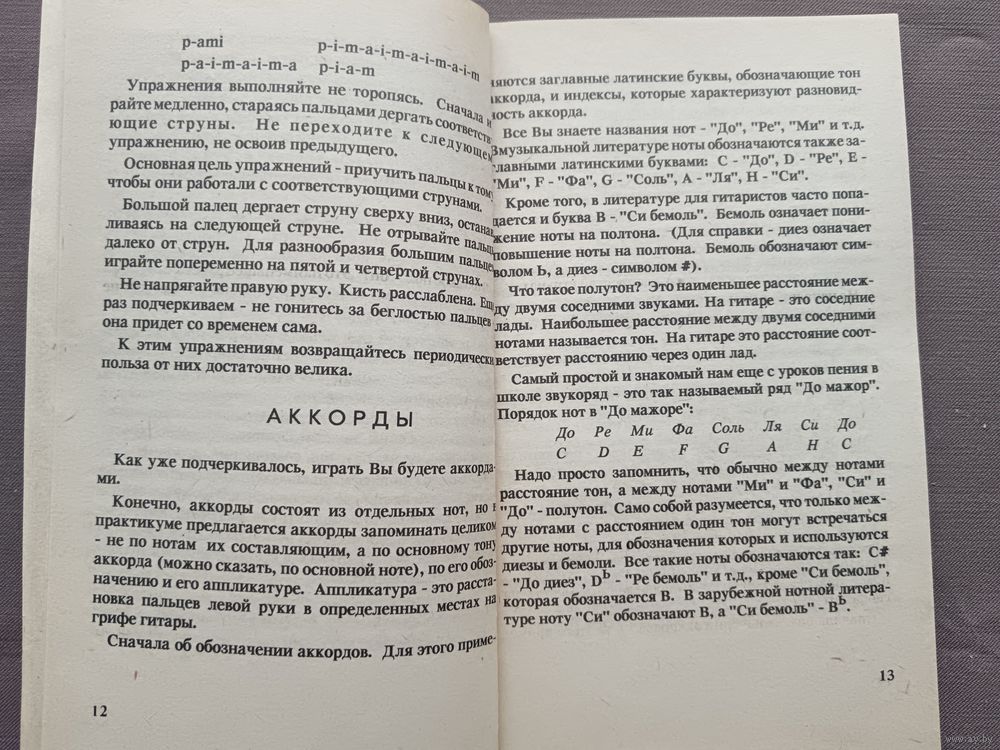 p-ami p-i-m-a-i-m-a-i-m-a-i-m
p-a-i-m-a-i-m-a p-i-a-m
Упражнения выполняйте не торопясь. Сначала и
райте медленно, стараясь пальцами дергать соответств
ющие струны. Не переходите к следующем
упражнению, не освоив предыдущего.
Основная цель упражнений - приучить пальцы к тому
чтобы они работали с соответствующими струнами.
Большой палец дергает струну сверху вниз, останав
ливаясь на следующей струне. Не отрывайте пальцы
далеко от струн. Для разнообразия большим пальцем
играйте попеременно на пятой и четвертой струнах.
Не напрягайте правую руку. Кисть расслаблена. Ещ
раз подчеркиваем - не гонитесь за беглостью пальцев
она придет со временем сама.
К этим упражнениям возвращайтесь периодически
польза от них достаточно велика.
АККОРДЫ
Как уже подчеркивалось, играть Вы будете аккорда-
ми.
Конечно, аккорды состоят из отдельных нот, но в
практикуме предлагается аккорды запоминать целиком
- не по нотам их составляющим, а по основному тону
аккорда (можно сказать, по основной ноте), по его обоз-
начению и его аппликатуре. Аппликатура - это расста-
новка пальцев левой руки в определенных местах на
грифе гитары.
Сначала об обозначении аккордов. Для этого приме-
12
няются заглавные латинские буквы, обозначающие тон
аккорда, и индексы, которые характеризуют разновид-
ность аккорда.
Все Вы знаете названия нот - "До", "Ре", "Ми" и т.д.
Вмузыкальной литературе ноты обозначаются также за-
главными латинскими буквами: C - "До", D - "Ре", E -
"Ми", F - "Фа", G - "Соль", A - "Ля", H - "Си".
Кроме того, в литературе для гитаристов часто попа-
дается и буква B - "Си бемоль". Бемоль означает пони-
жение ноты на полтона. (Для справки - диез означает
повышение ноты на полтона. Бемоль обозначают сим-
волом Ь, а диез - символом #).
Что такое полутон? Это наименьшее расстояние меж-
ду двумя соседними звуками. На гитаре - это соседние
лады. Наибольшее расстояние между двумя соседними
нотами называется тон. На гитаре это расстояние соот-
ветствует расстоянию через один лад.
Самый простой и знакомый нам еще с уроков пения в
школе звукоряд - это так называемый ряд "До мажор".
Порядок нот в "До мажоре":
До Ре Ми Фа Соль Ля Си До
C D E F G A H C
Надо просто запомнить, что обычно между нотами
расстояние тон, а между нотами "Ми" и "Фа", "Си" и
"До" - полутон. Само собой разумеется, что только меж-
ду нотами с расстоянием один тон могут встречаться
другие ноты, для обозначения которых и используются
диезы и бемоли. Все такие ноты обозначаются так: C#
- "До диез", Dь - "Ре бемоль" и т.д., кроме "Си бемоль",
которая обозначается B. В зарубежной нотной литера-
туре ноту "Си" обозначают B, а "Си бемоль" - Bь.
13
www.ay.by